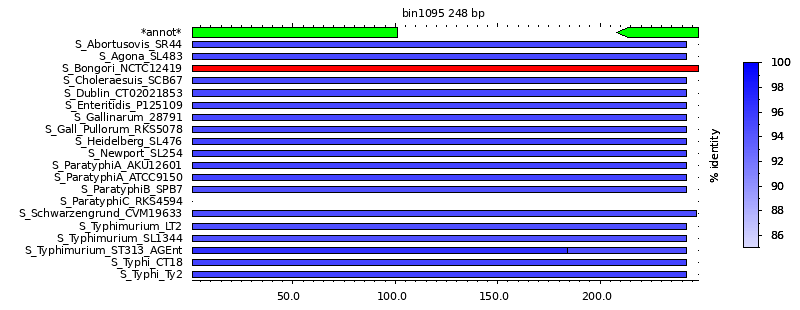 bin1095 248 bp
*annot*
S_Abortusovis_SR44
S_Agona_SL483
S_Bongori_NCTC12419
S_Choleraesuis_SCB67
S_Dublin_CT02021853
S_Enteritidis_P125109
S_Gallinarum_28791
S_Gall_Pullorum_RKS5078
S_Heidelberg_SL476
S_Newport_SL254
S_ParatyphiA_AKU12601
S_ParatyphiA_ATCC9150
S_ParatyphiB_SPB7
S_ParatyphiC_RKS4594
S_Schwarzengrund_CVM19633
S_Typhimurium_LT2
S_Typhimurium_SL1344
S_Typhimurium_ST313_AGEnt
S_Typhi_CT18
S_Typhi_Ty2
50.0 100.0 150.0 200.0
100
98
96
94
92
90
88
86
% identity